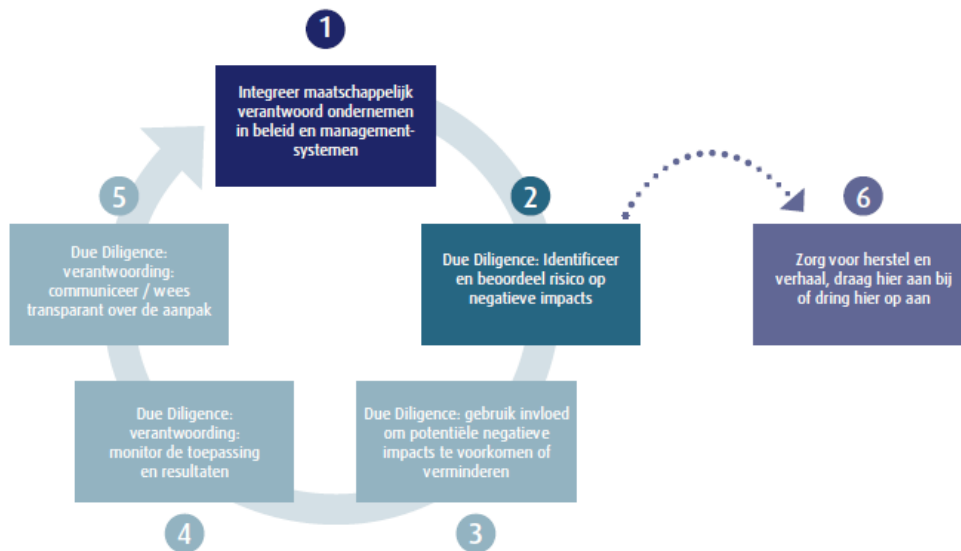 1
Integreer maatschappelijk
verantwoord ondernemen
in beleid en management-
systemen
2
Due Diligence: Identificeer
en beoordeel risico op
negatieve impacts
3
Due Diligence: gebruik invloed
om potentiële negatieve
impacts te voorkomen of
verminderen
4
Due Diligence:
verantwoording:
monitor de toepassing
en resultaten
5
Due Diligence:
verantwoording:
communiceer / wees
transparant over de aanpak
6
Zorg voor herstel en
verhaal, draag hier aan bij
of dring hier op aan